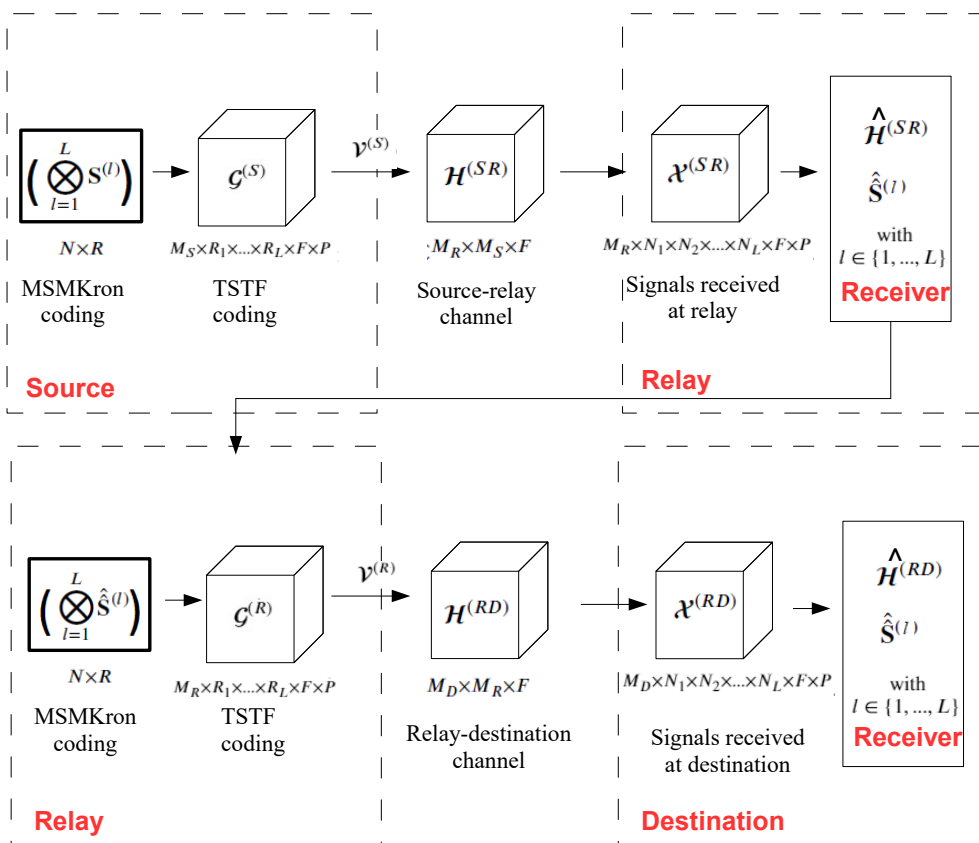 ( ⨂ S^{(l)} ) L l=1
G^{(S)}
V^{(S)}
H^{(SR)}
X^{(SR)}
Ĥ^{(SR)}
Ŝ̂^{(l)}
with
l ∈ {1, ..., L}
Receiver
N×R
M_S×R_1×...×R_L×F×P
M_R×M_S×F
M_R×N_1×N_2×...×N_L×F×P
MSMKron
coding
TSTF
coding
Source-relay
channel
Signals received
at relay
Source
Relay
( ⨂ Ŝ̂^{(l)} ) L l=1
G^{(R)}
V^{(R)}
H^{(RD)}
X^{(RD)}
Ĥ^{(RD)}
Ŝ̂^{(l)}
with
l ∈ {1, ..., L}
Receiver
N×R
M_R×R_1×...×R_L×F×P
M_D×M_R×F
M_D×N_1×N_2×...×N_L×F×P
MSMKron
coding
TSTF
coding
Relay-destination
channel
Signals received
at destination
Relay
Destination